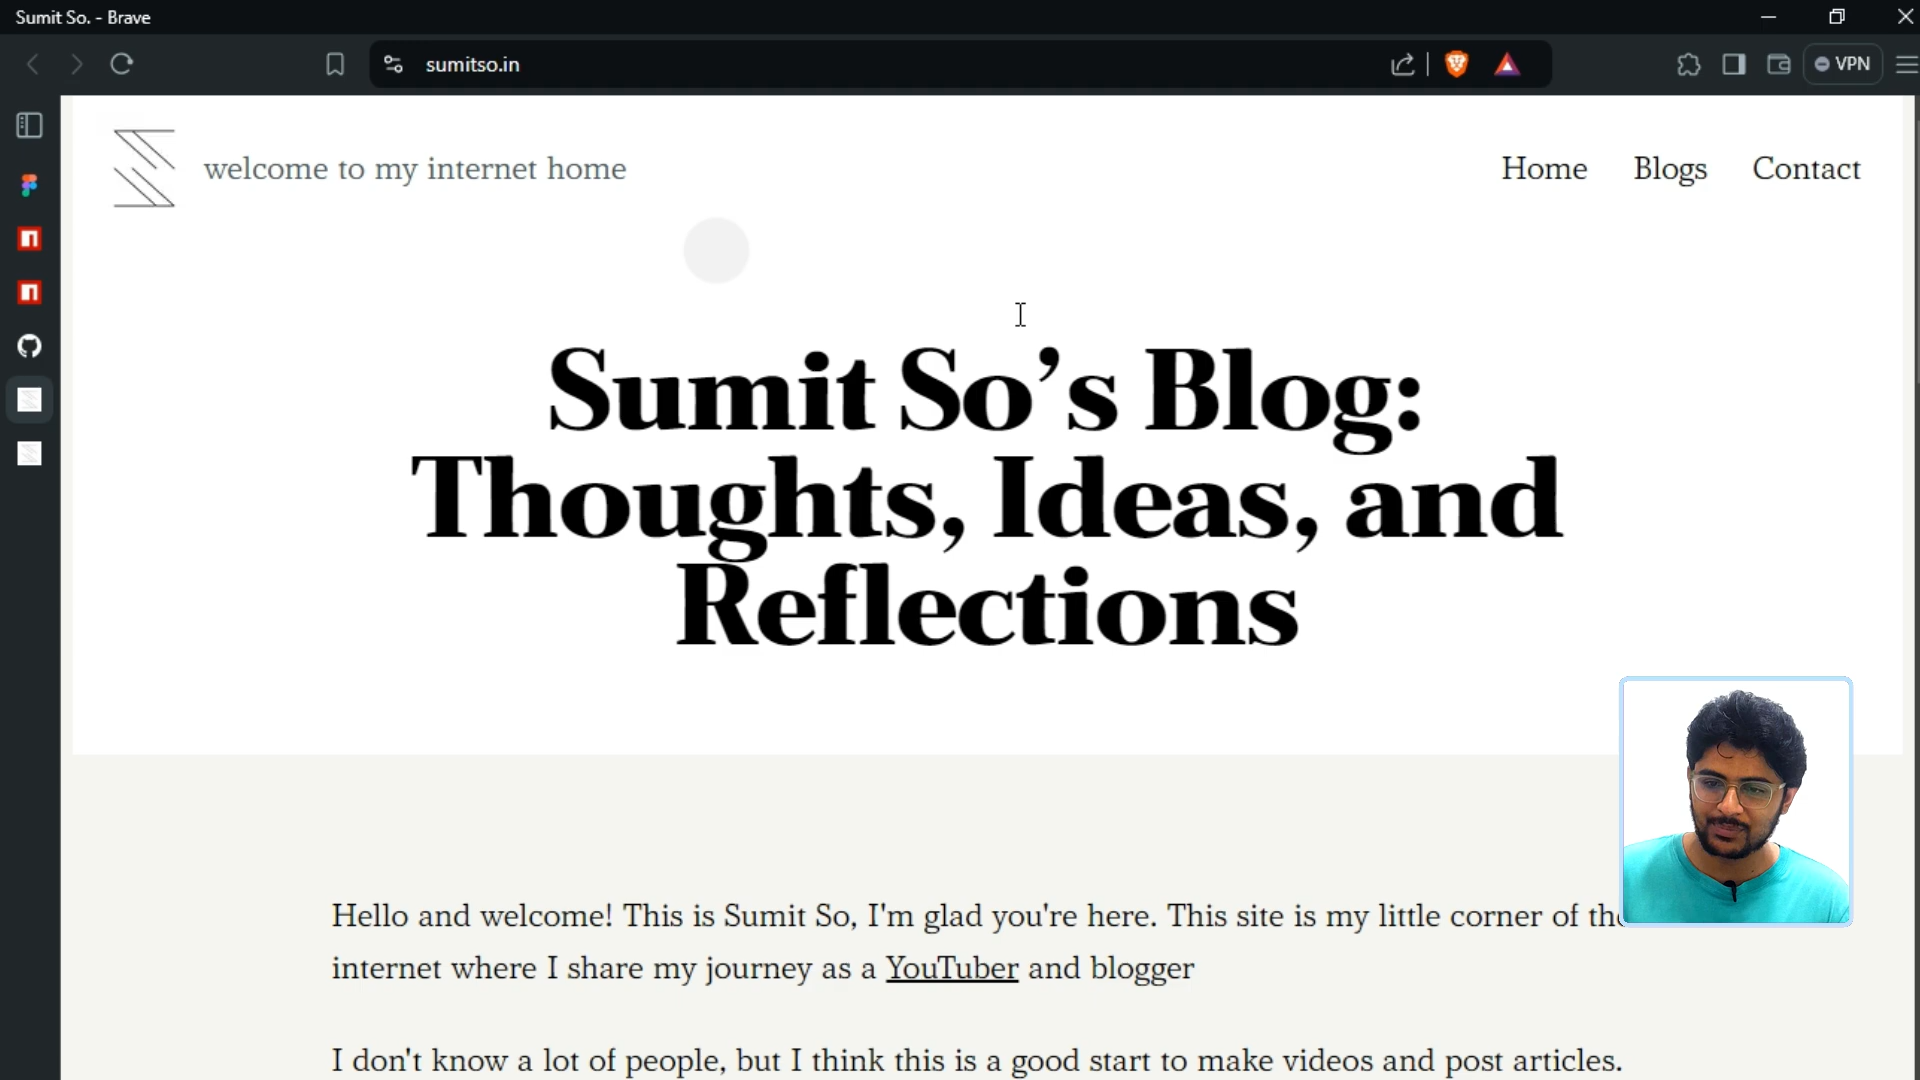 Sumit So. - Brave
sumitso.in
VPN
welcome to my internet home
Home Blogs Contact
Sumit So’s Blog:
Thoughts, Ideas, and
Reflections
Hello and welcome! This is Sumit So, I'm glad you're here. This site is my little corner of the
internet where I share my journey as a YouTuber and blogger
I don't know a lot of people, but I think this is a good start to make videos and post articles.